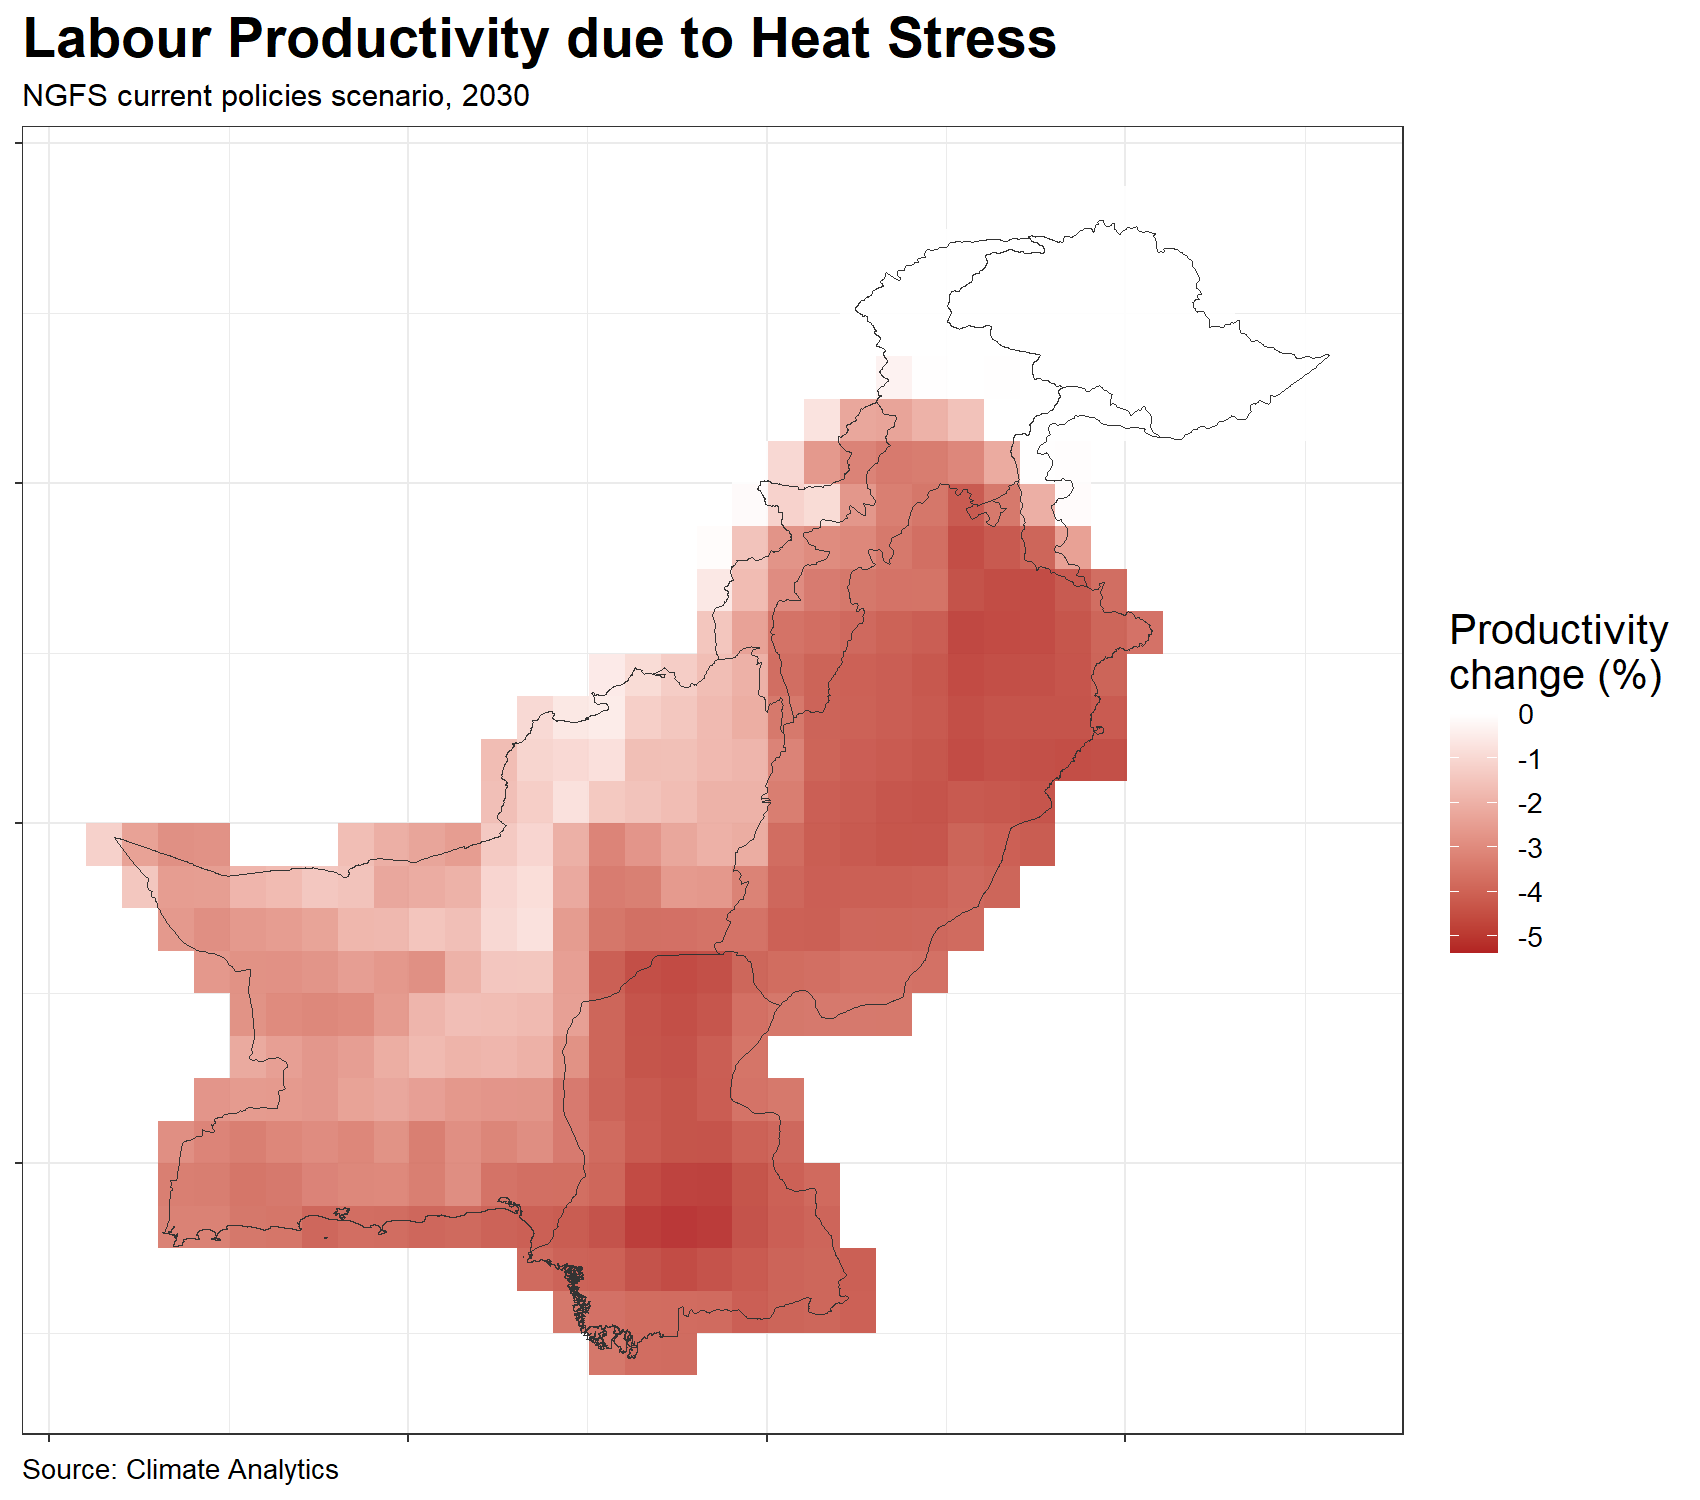 Labour Productivity due to Heat Stress
NGFS current policies scenario, 2030
Productivity
change (%)
0
-1
-2
-3
-4
-5
Source: Climate Analytics